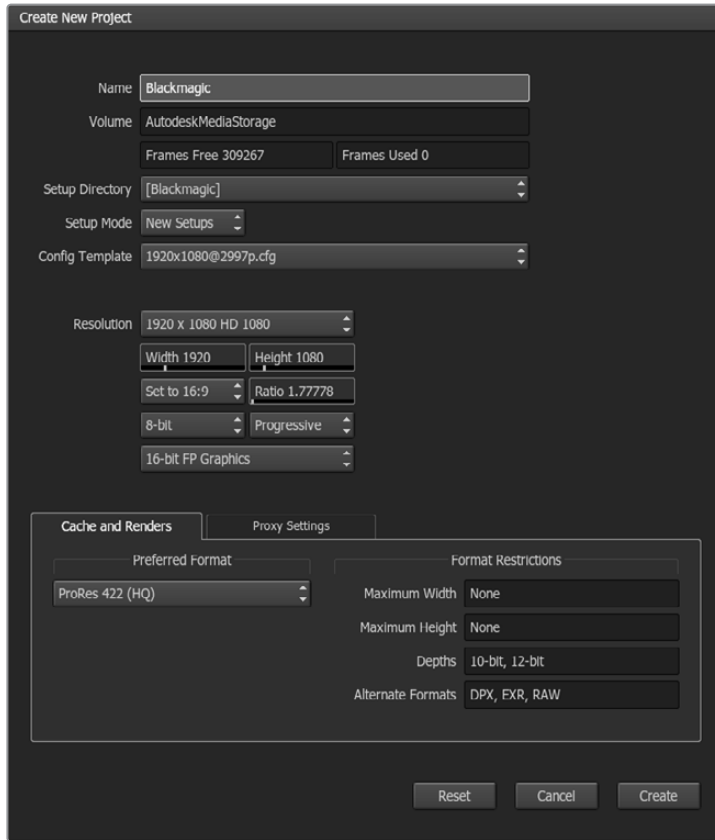 Create New Project
Name Blackmagic
Volume AutodeskMediaStorage
Frames Free 309267 Frames Used 0
Setup Directory [Blackmagic]
Setup Mode New Setups
Config Template 1920x1080@2997p.cfg
Resolution 1920 x 1080 HD 1080
Width 1920 Height 1080
Set to 16:9 Ratio 1.77778
8-bit Progressive
16-bit FP Graphics
Cache and Renders Proxy Settings
Preferred Format Format Restrictions
ProRes 422 (HQ) Maximum Width None
Maximum Height None
Depths 10-bit, 12-bit
Alternate Formats DPX, EXR, RAW
Reset Cancel Create